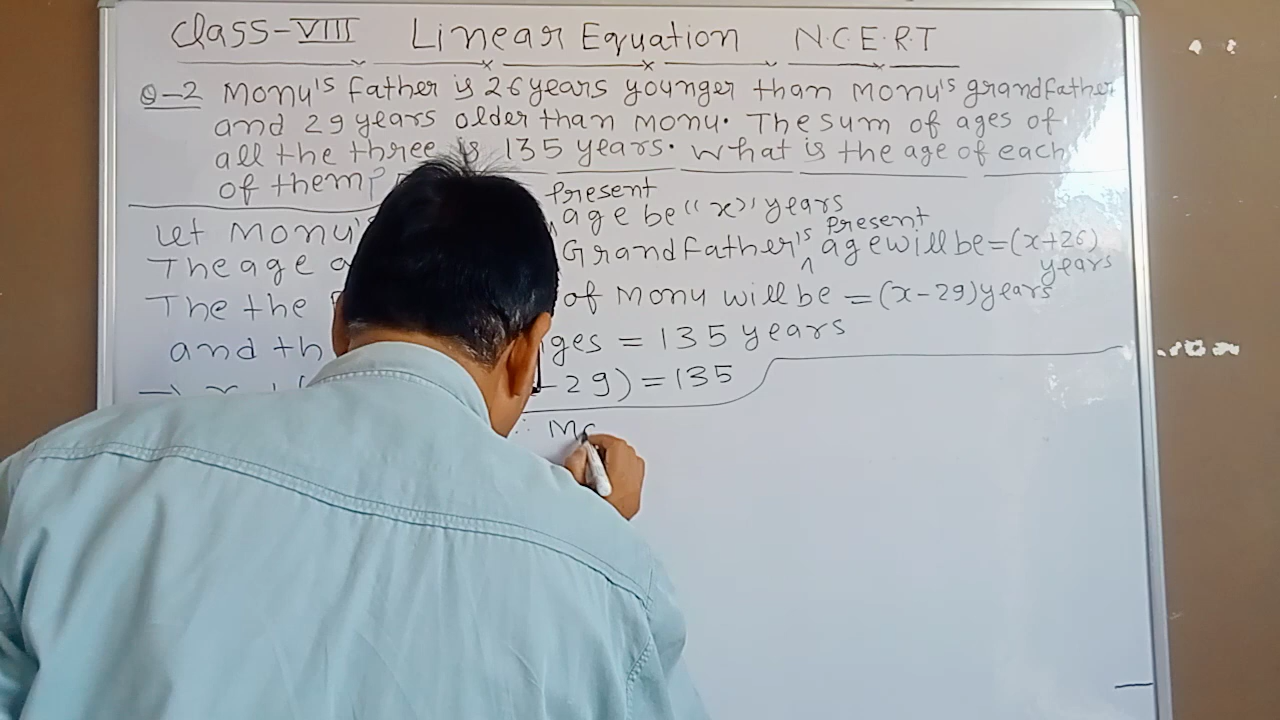 Class-VIII Linear Equation N.C.E.R.T
Q-2 Monu's Father is 26 years younger than Monu's grandfather
and 29 years older than Monu. The sum of ages of
all the three is 135 years. What is the age of each
of them?
Present
Let Monu's age be "x" years
Present
The age Grandfather's age will be = (x+26)
years
The the of Monu will be = (x-29) years
and = 135 years
-29) = 135
∴ Mo